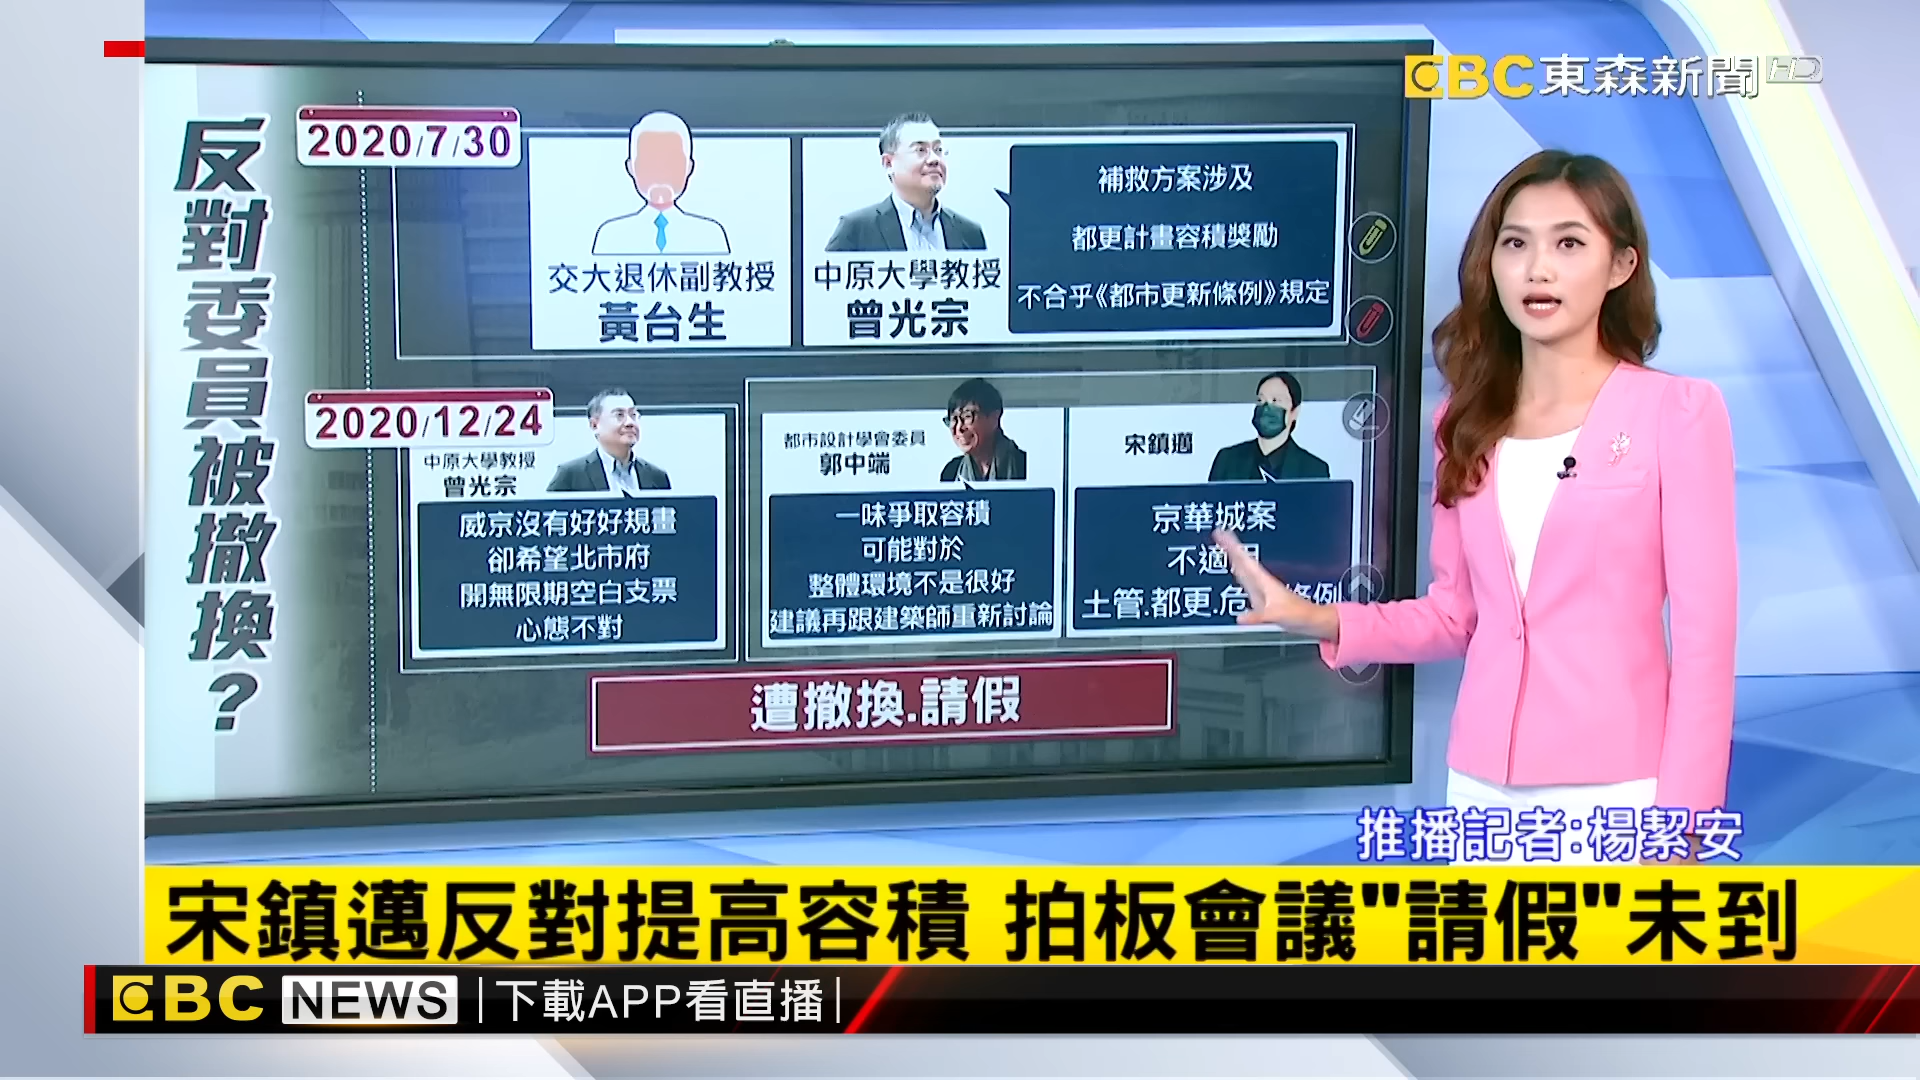 EBC東森新聞HD
反對委員被撤換？
2020/7/30
交大退休副教授
黃台生
中原大學教授
曾光宗
補救方案涉及
都更計畫容積獎勵
不合乎《都市更新條例》規定
2020/12/24
中原大學教授
曾光宗
威京沒有好好規畫
卻希望北市府
開無限期空白支票
心態不對
都市設計學會委員
郭中端
一味爭取容積
可能對於
整體環境不是很好
建議再跟建築師重新討論
宋鎮邁
京華城案
不適
土管.都更.危 條例
遭撤換.請假
推播記者:楊絜安
宋鎮邁反對提高容積 拍板會議"請假"未到
EBC NEWS |下載APP看直播|